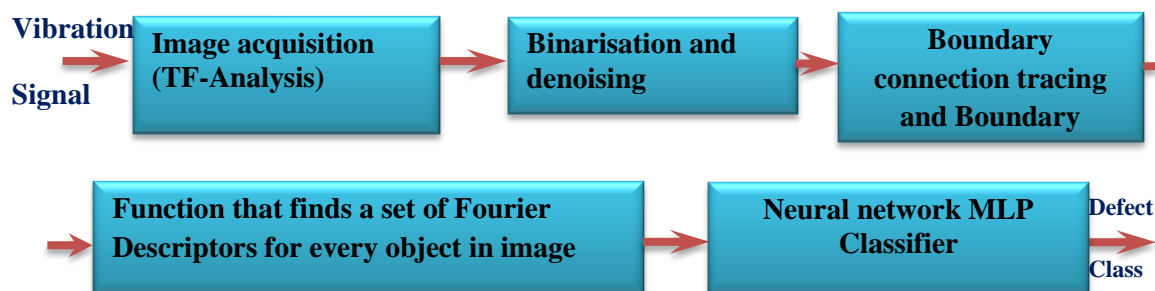 Vibration
Signal
Image acquisition
(TF-Analysis)
Binarisation and
denoising
Boundary
connection tracing
and Boundary
Function that finds a set of Fourier
Descriptors for every object in image
Neural network MLP
Classifier
Defect
Class